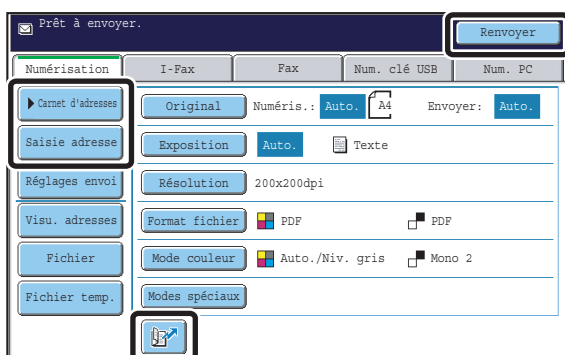 Prêt à envoyer.
Renvoyer
Numérisation I-Fax Fax Num. clé USB Num. PC
Carnet d'adresses Original Numéris.: Auto. A4 Envoyer: Auto.
Saisie adresse Exposition Auto. Texte
Réglages envoi Résolution 200x200dpi
Visu. adresses Format fichier PDF PDF
Fichier Mode couleur Auto./Niv. gris Mono 2
Fichier temp. Modes spéciaux